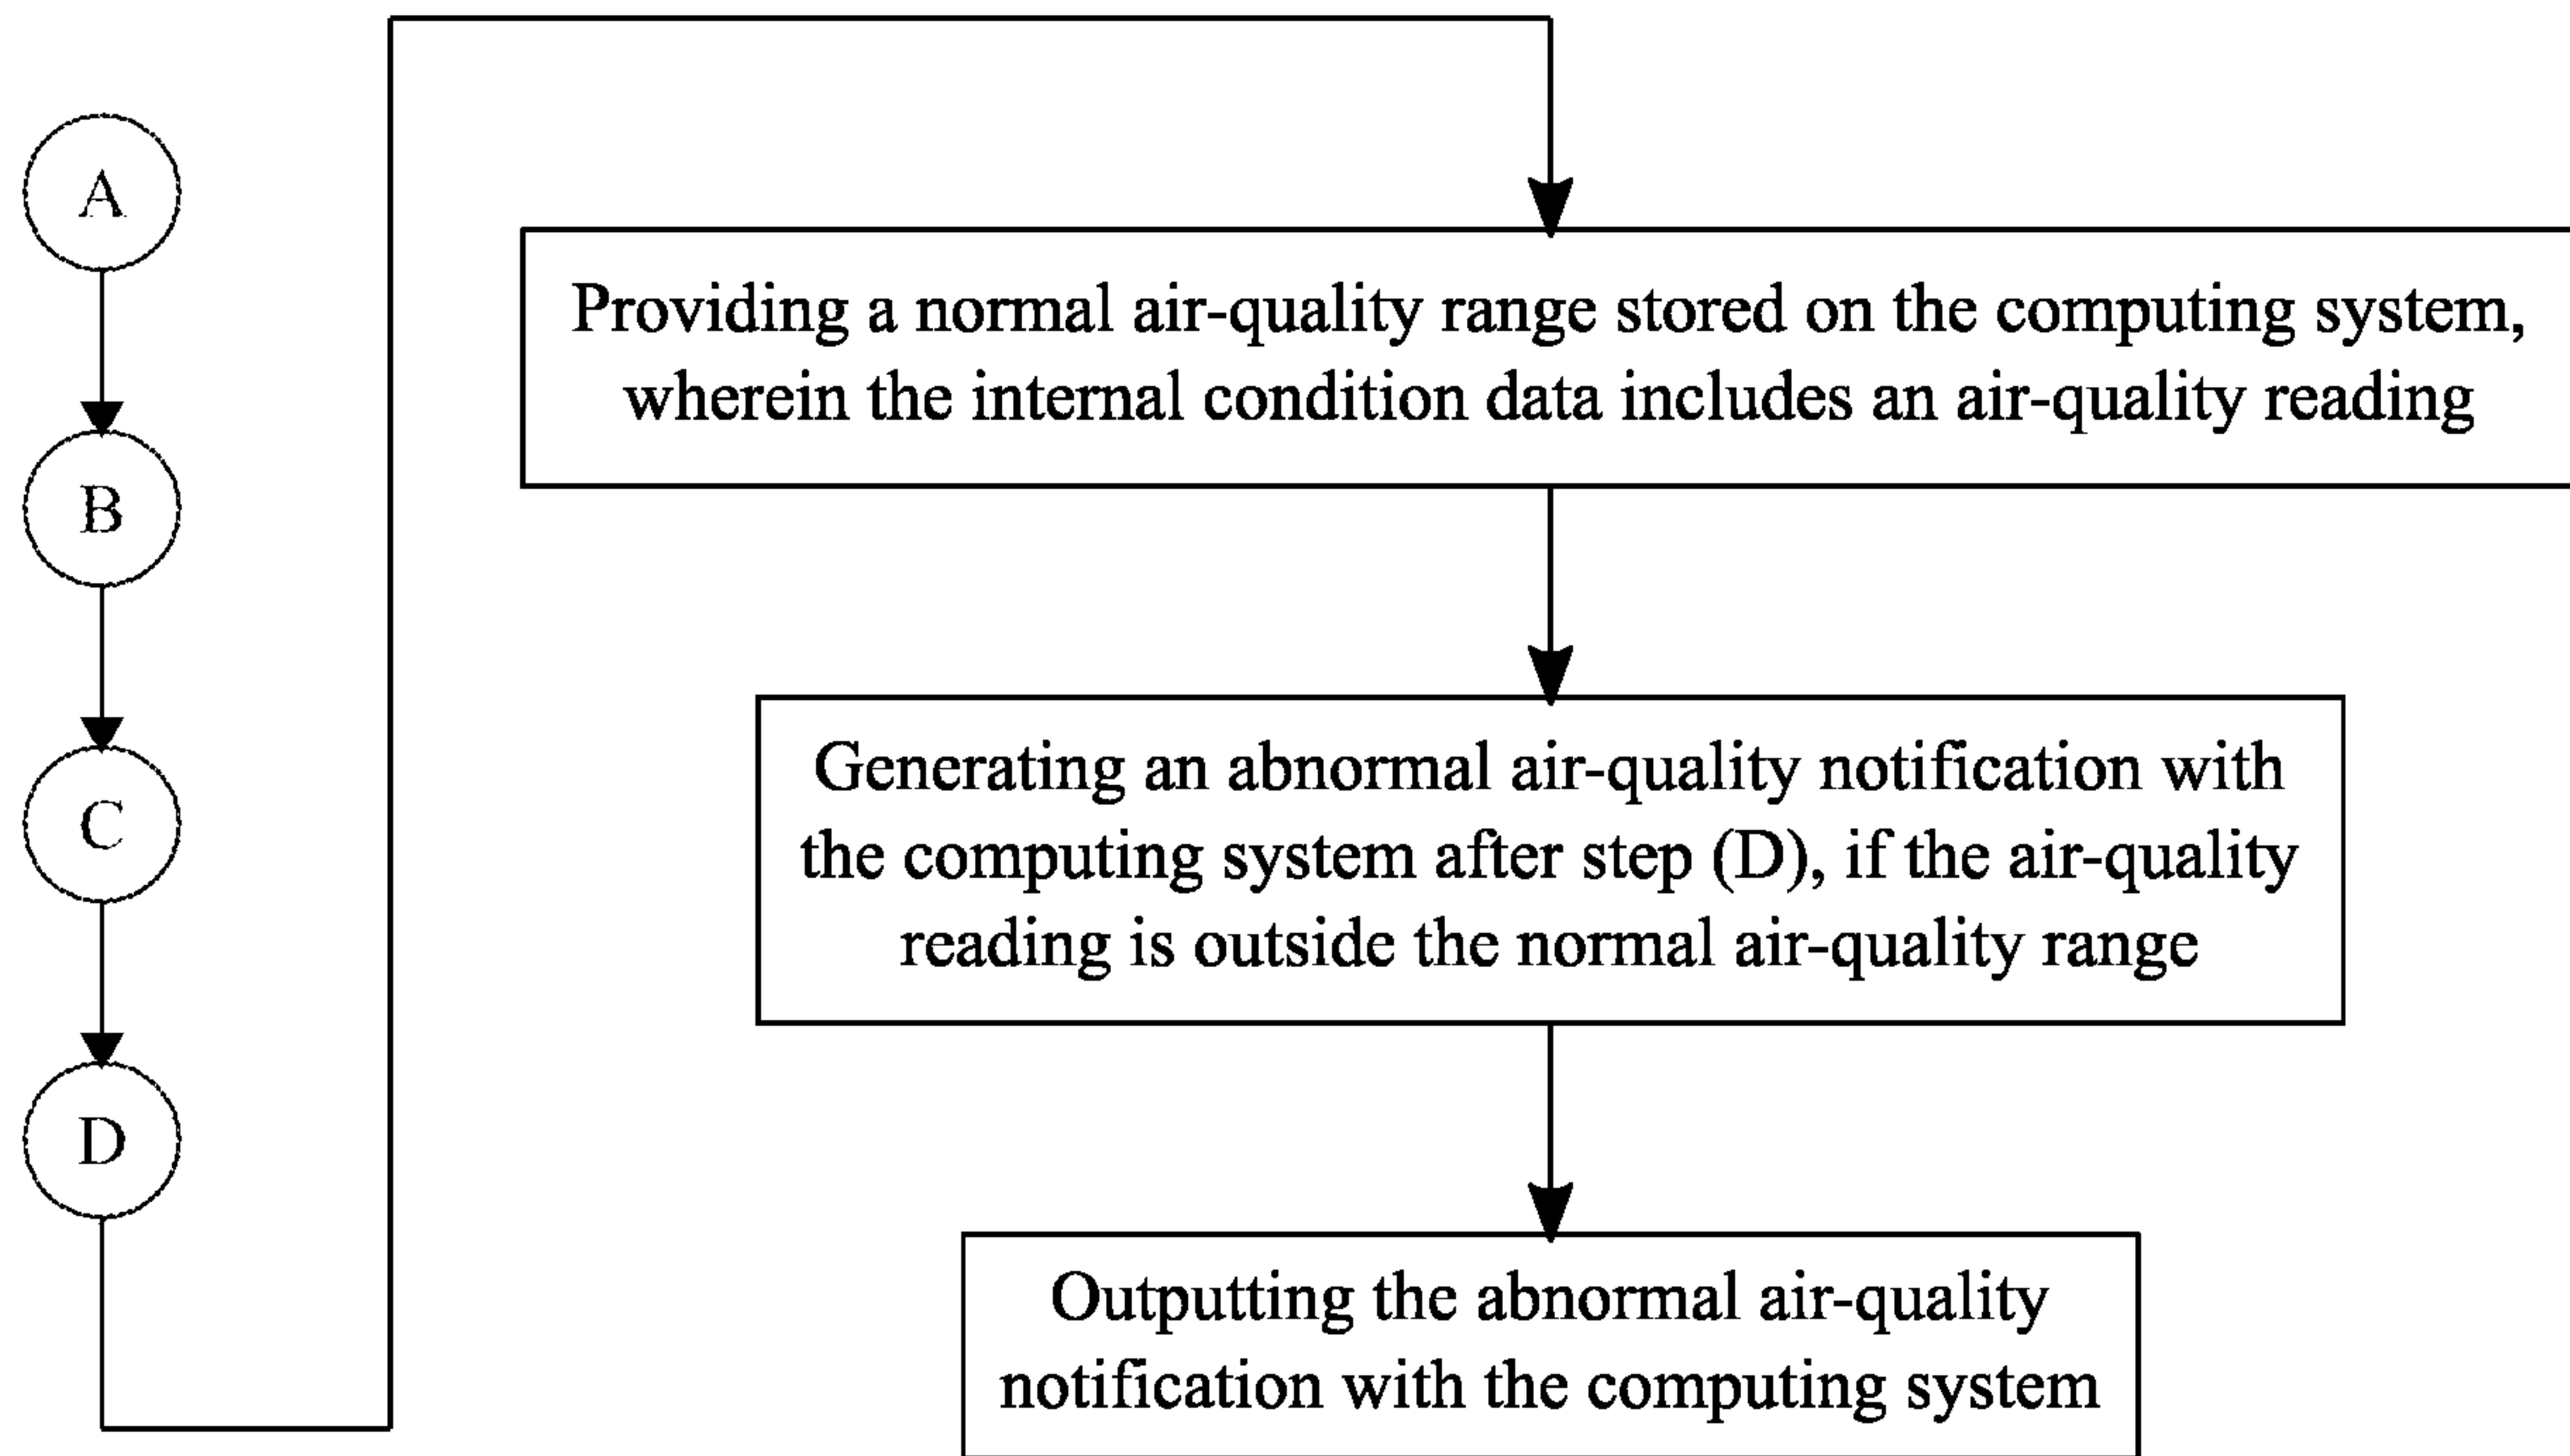 A
B
C
D
Providing a normal air-quality range stored on the computing system,
wherein the internal condition data includes an air-quality reading
Generating an abnormal air-quality notification with
the computing system after step (D), if the air-quality
reading is outside the normal air-quality range
Outputting the abnormal air-quality
notification with the computing system